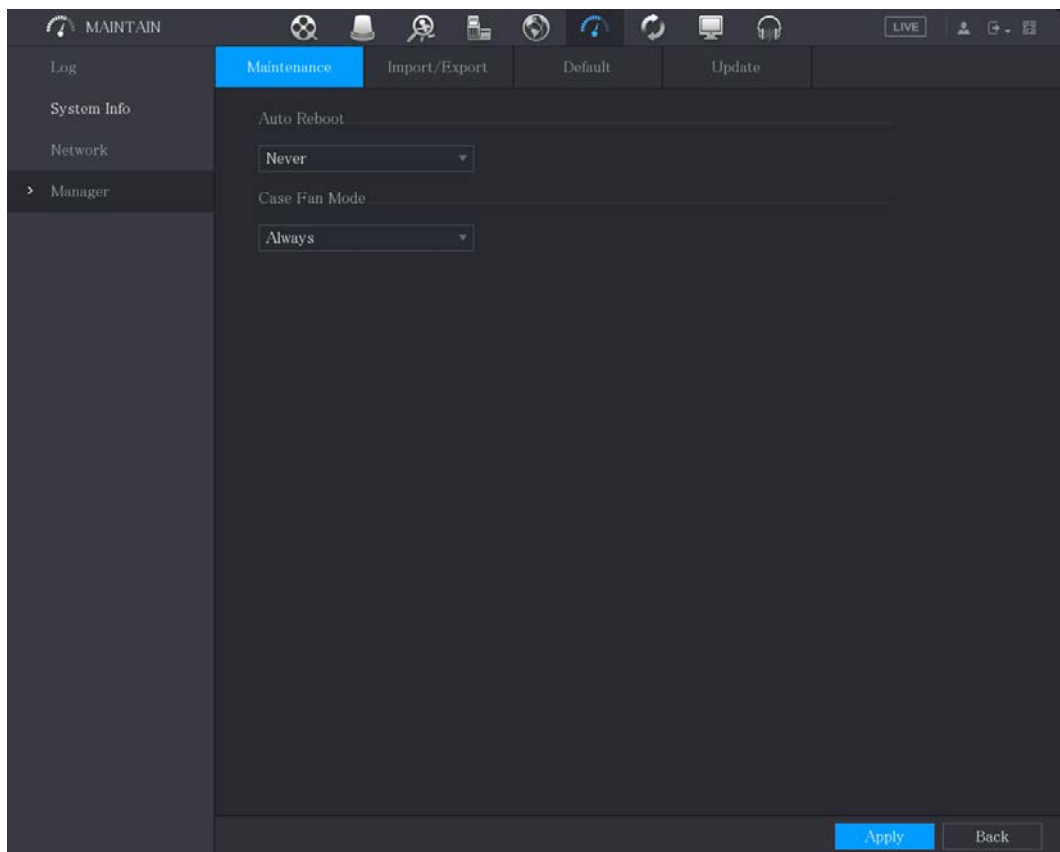 MAINTAIN
LIVE
Log
System Info
Network
Manager
Maintenance Import/Export Default Update
Auto Reboot
Never
Case Fan Mode
Always
Apply Back